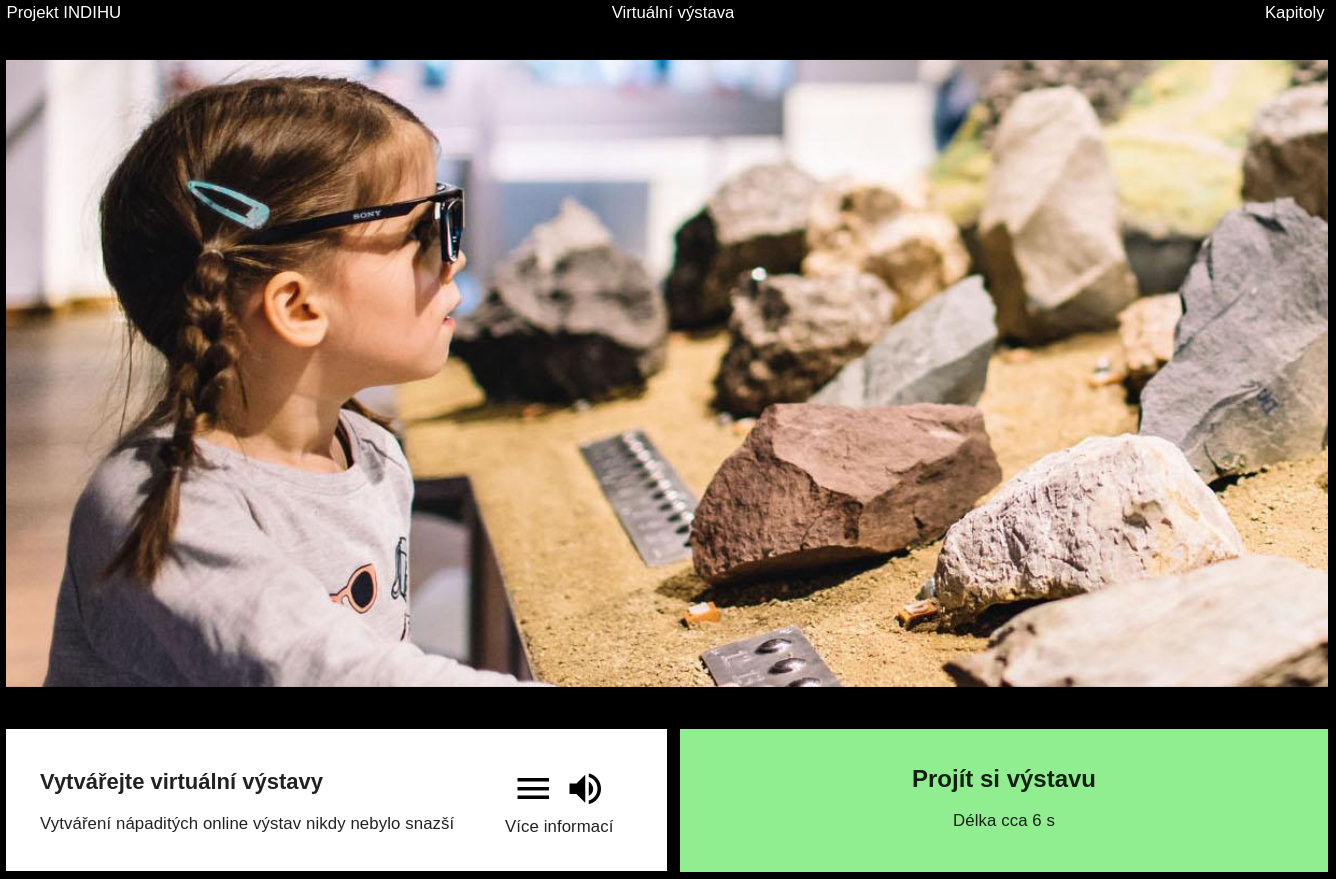 Projekt INDIHU
Virtuální výstava
Kapitoly
SONY
Vytvářejte virtuální výstavy
Vytváření nápaditých online výstav nikdy nebylo snazší
Více informací
Projít si výstavu
Délka cca 6 s